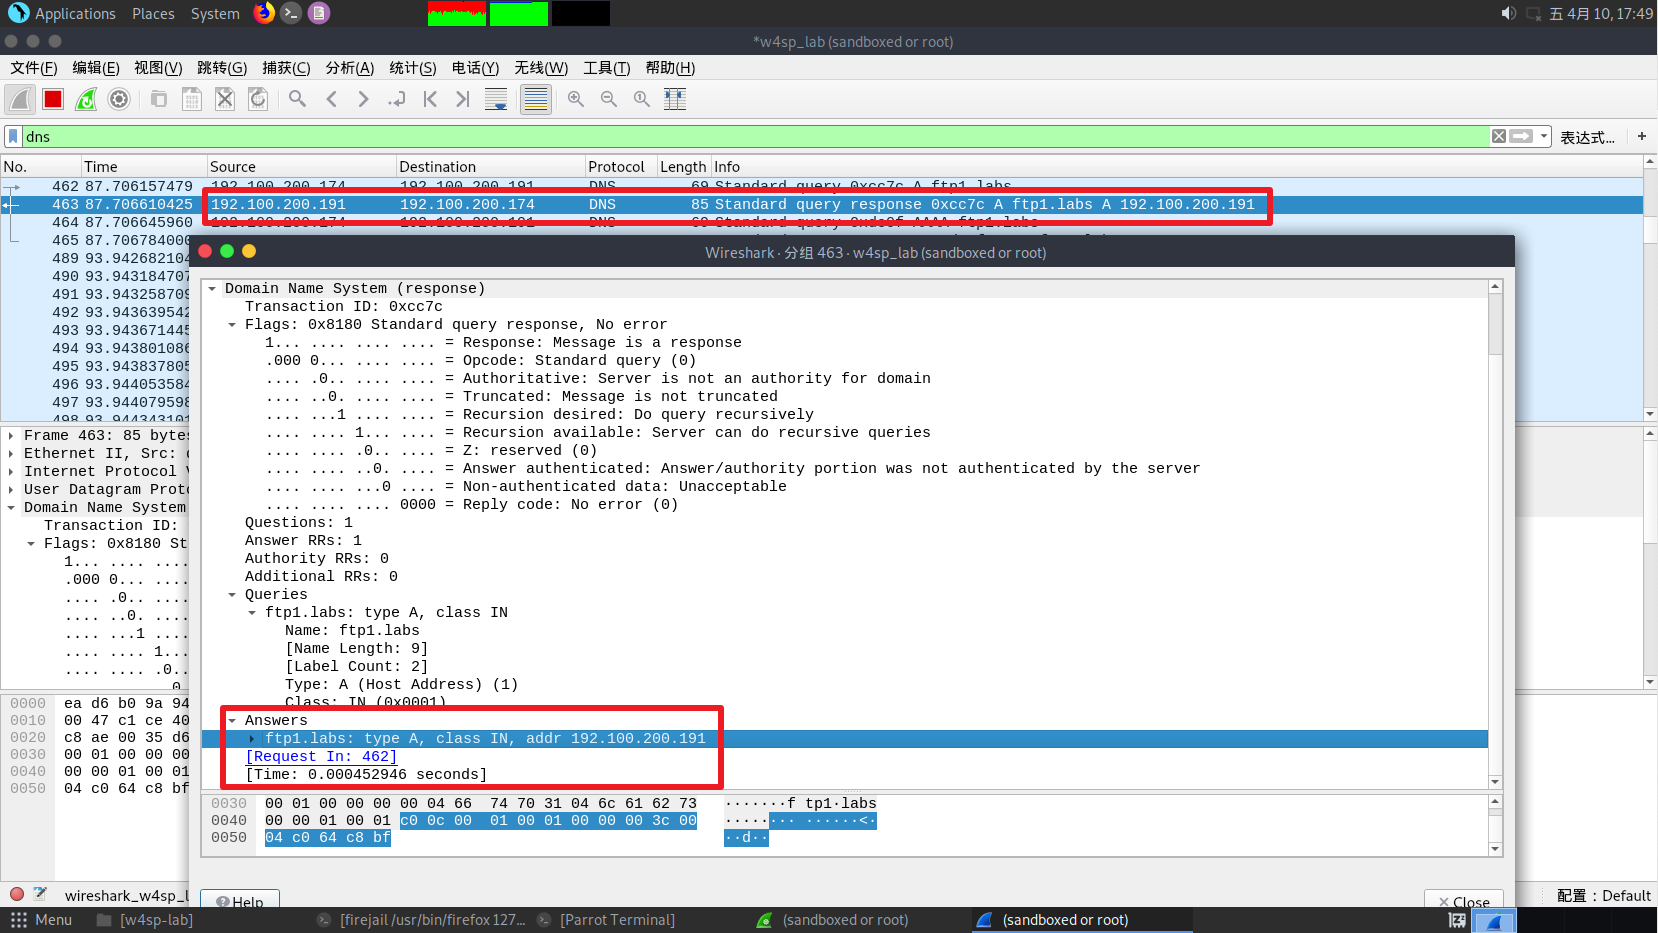 Applications Places System 五 4月 10, 17:49
*w4sp_lab (sandboxed or root)
文件(F) 编辑(E) 视图(V) 跳转(G) 捕获(C) 分析(A) 统计(S) 电话(Y) 无线(W) 工具(T) 帮助(H)
dns 表达式… +
No. Time Source Destination Protocol Length Info
462 87.706157479 192.100.200.174 192.100.200.191 DNS 69 Standard query 0xcc7c A ftp1.labs
463 87.706610425 192.100.200.191 192.100.200.174 DNS 85 Standard query response 0xcc7c A ftp1.labs A 192.100.200.191
464 87.706645960 192.100.200.174 192.100.200.191 DNS 69 Standard query AAAA ftp1.labs
465 87.706784000
489 93.942682104
490 93.943184707
491 93.943258709
492 93.943639542
493 93.943671445
494 93.943801086
495 93.943837805
496 93.944053584
497 93.944079598
498 93.944343101
Frame 463: 85 bytes
Ethernet II, Src:
Internet Protocol V
User Datagram Proto
Domain Name System
Transaction ID:
Flags: 0x8180 St
1... .... ....
.000 0... ....
.... .0.. ....
.... ..0. ....
.... ...1 ....
.... .... 1...
.... .... .0..
0000 ea d6 b0 9a 94
0010 00 47 c1 ce 40
0020 c8 ae 00 35 d6
0030 00 01 00 00 00
0040 00 00 01 00 01
0050 04 c0 64 c8 bf
Wireshark · 分组 463 · w4sp_lab (sandboxed or root)
Domain Name System (response)
Transaction ID: 0xcc7c
Flags: 0x8180 Standard query response, No error
1... .... .... .... = Response: Message is a response
.000 0... .... .... = Opcode: Standard query (0)
.... .0.. .... .... = Authoritative: Server is not an authority for domain
.... ..0. .... .... = Truncated: Message is not truncated
.... ...1 .... .... = Recursion desired: Do query recursively
.... .... 1... .... = Recursion available: Server can do recursive queries
.... .... .0.. .... = Z: reserved (0)
.... .... ..0. .... = Answer authenticated: Answer/authority portion was not authenticated by the server
.... .... ...0 .... = Non-authenticated data: Unacceptable
.... .... .... 0000 = Reply code: No error (0)
Questions: 1
Answer RRs: 1
Authority RRs: 0
Additional RRs: 0
Queries
ftp1.labs: type A, class IN
Name: ftp1.labs
[Name Length: 9]
[Label Count: 2]
Type: A (Host Address) (1)
Class: IN (0x0001)
Answers
ftp1.labs: type A, class IN, addr 192.100.200.191
[Request In: 462]
[Time: 0.000452946 seconds]
0030 00 01 00 00 00 00 04 66 74 70 31 04 6c 61 62 73 ·······f tp1·labs
0040 00 00 01 00 01 c0 0c 00 01 00 01 00 00 00 3c 00 ········ ······<·
0050 04 c0 64 c8 bf ··d··
Help Close
wireshark_w4sp_l 配置：Default
Menu [w4sp-lab] [firejail /usr/bin/firefox 127... [Parrot Terminal] (sandboxed or root) (sandboxed or root)